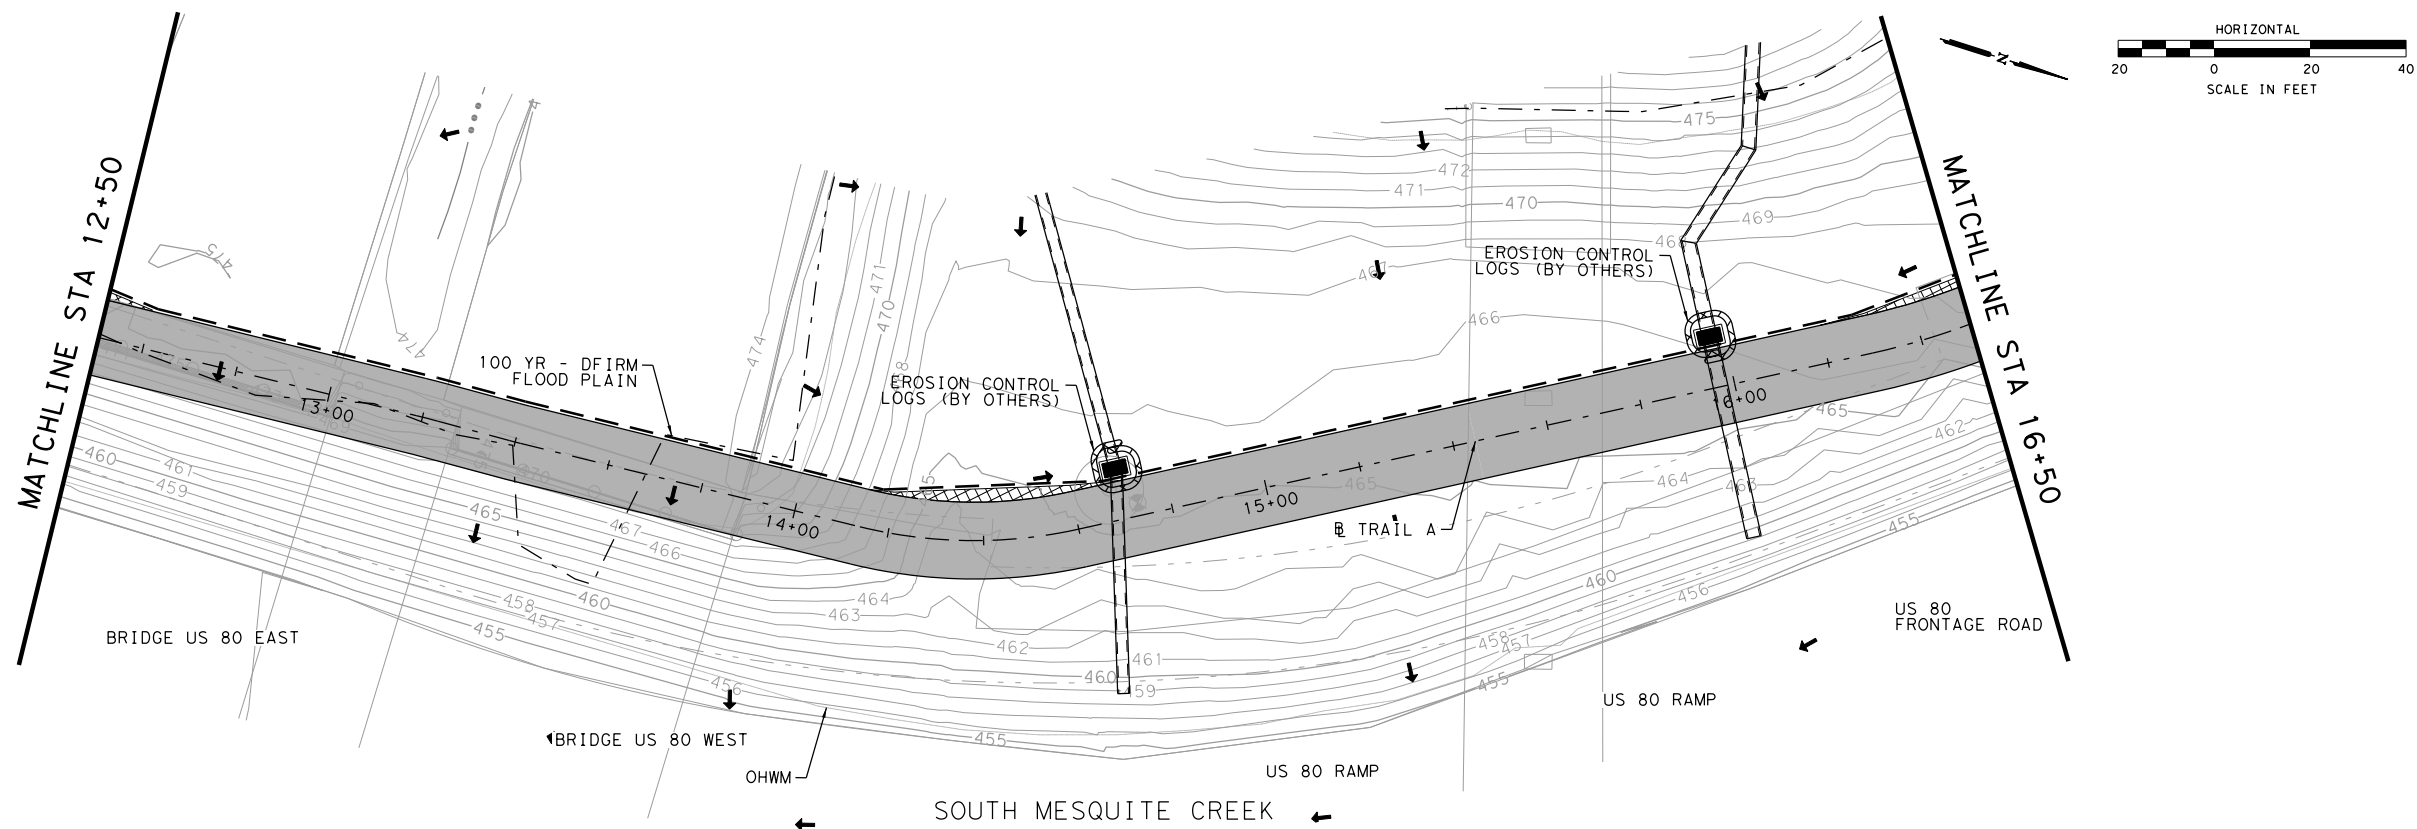 HORIZONTAL
20 0 20 40
SCALE IN FEET
N
MATCHLINE STA 12+50
MATCHLINE STA 16+50
475
474
474
471
470
475
472
471
470
469
467
466
EROSION CONTROL
LOGS (BY OTHERS)
100 YR - DFIRM
FLOOD PLAIN
EROSION CONTROL
LOGS (BY OTHERS)
13+00
14+00
15+00
16+00
℄ TRAIL A
460
461
459
465
467
466
464
463
462
461
460
458
457
460
455
456
455
465
465
464
463
462
460
458
457
456
455
455
BRIDGE US 80 EAST
BRIDGE US 80 WEST
OHWM
US 80 RAMP
US 80 RAMP
US 80
FRONTAGE ROAD
SOUTH MESQUITE CREEK